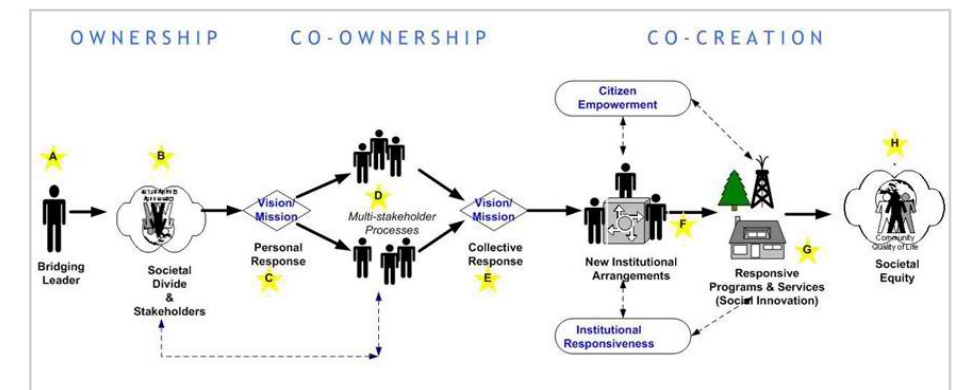 OWNERSHIP
CO-OWNERSHIP
CO-CREATION
A
Bridging
Leader
B
Societal
Divide
&
Stakeholders
Vision/
Mission
Personal
Response
C
D
Multi-stakeholder
Processes
Vision/
Mission
Collective
Response
E
Citizen
Empowerment
New Institutional
Arrangements
F
Institutional
Responsiveness
G
Responsive
Programs & Services
(Social Innovation)
H
Community
Quality of Life
Societal
Equity